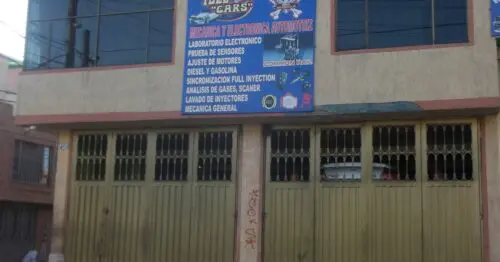 "CARS"
MECANICA Y ELECTRONICA AUTOMOTRIZ
LABORATORIO ELECTRONICO
PRUEBA DE SENSORES
AJUSTE DE MOTORES
DIESEL Y GASOLINA
SINCRONIZACION FULL INYECTION
ANALISIS DE GASES, SCANER
LAVADO DE INYECTORES
MECANICA GENERAL